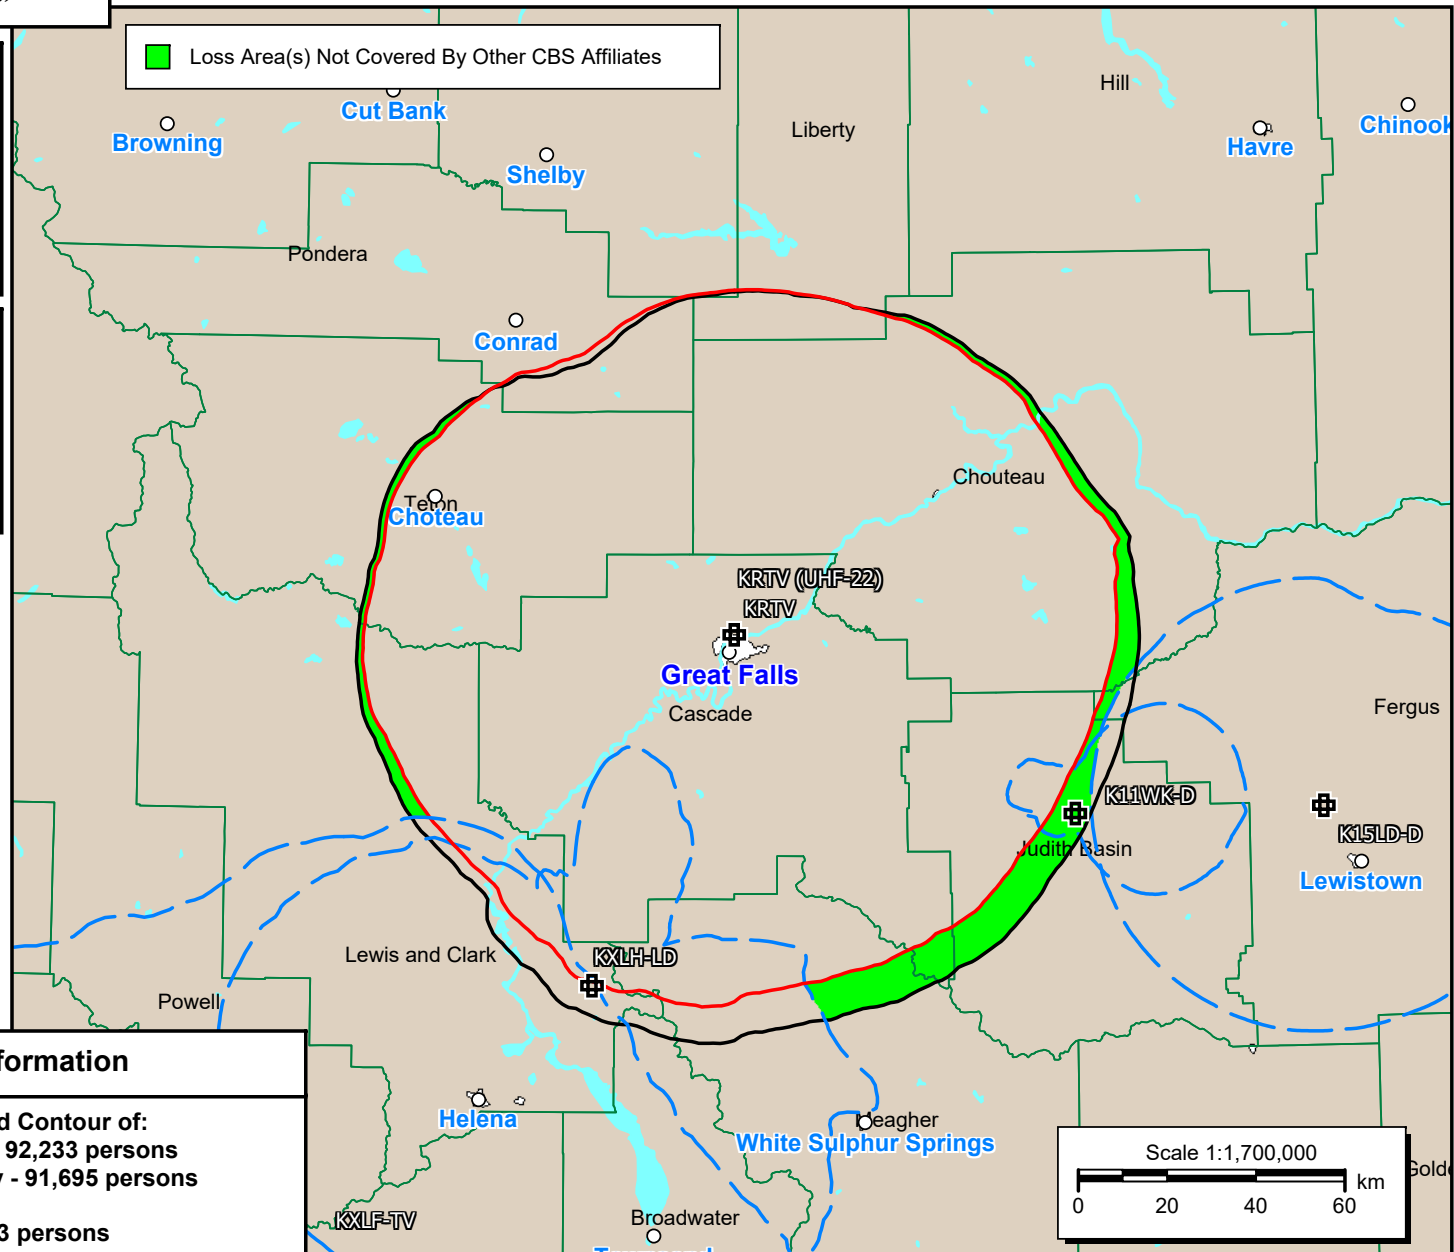 Loss Area(s) Not Covered By Other CBS Affiliates
Hill
Cut Bank
Chinook
Liberty
Browning
Havre
Shelby
Pondera
Conrad
Chouteau
Teton
Choteau
KRTV (UHF-22)
KRTV
Great Falls
Cascade
Fergus
K11WK-D
K15LD-D
Judith Basin
Lewistown
Lewis and Clark
KXLH-LD
Powell
formation
d Contour of:
92,233 persons
- 91,695 persons
3 persons
Helena
Meagher
White Sulphur Springs
Scale 1:1,700,000
km
0 20 40 60
Golde
KXLF-TV
Broadwater